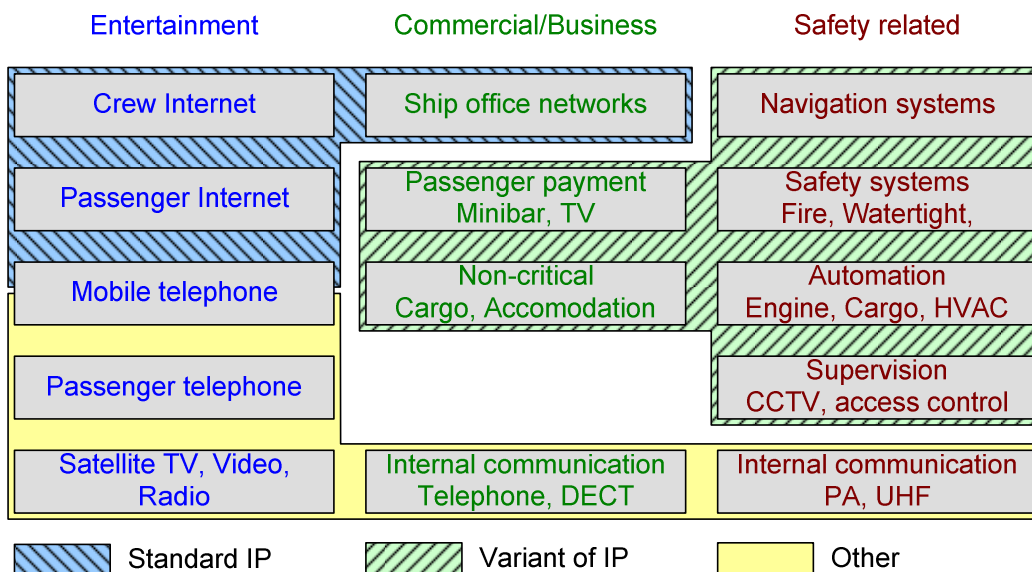 Entertainment
Commercial/Business
Safety related
Crew Internet
Ship office networks
Navigation systems
Passenger Internet
Passenger payment
Minibar, TV
Safety systems
Fire, Watertight,
Mobile telephone
Non-critical
Cargo, Accomodation
Automation
Engine, Cargo, HVAC
Passenger telephone
Supervision
CCTV, access control
Satellite TV, Video,
Radio
Internal communication
Telephone, DECT
Internal communication
PA, UHF
Standard IP
Variant of IP
Other